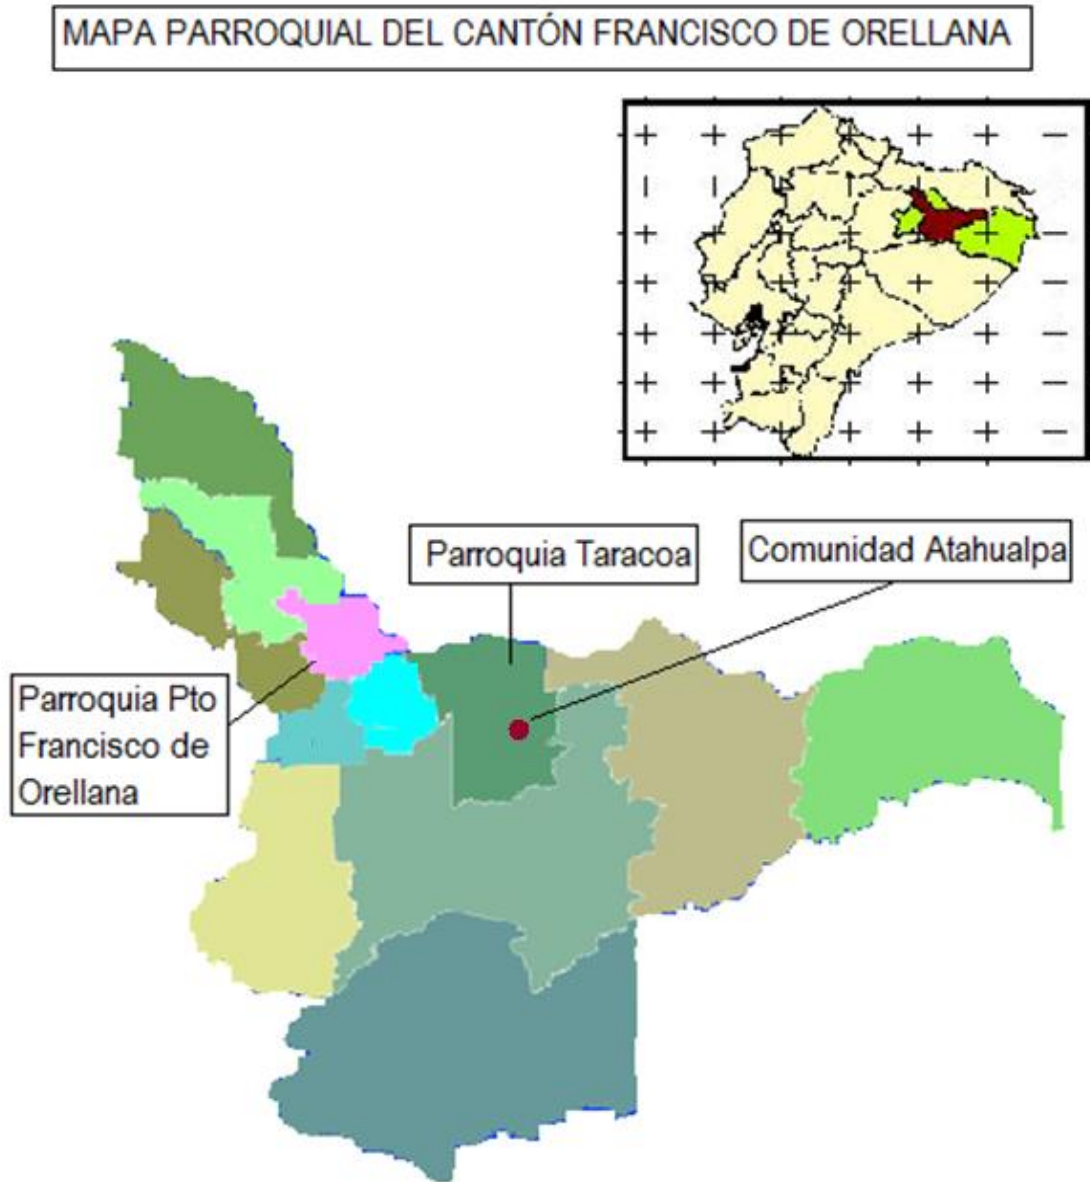 MAPA PARROQUIAL DEL CANTÓN FRANCISCO DE ORELLANA
Parroquia Taracoa
Comunidad Atahualpa
Parroquia Pto
Francisco de
Orellana